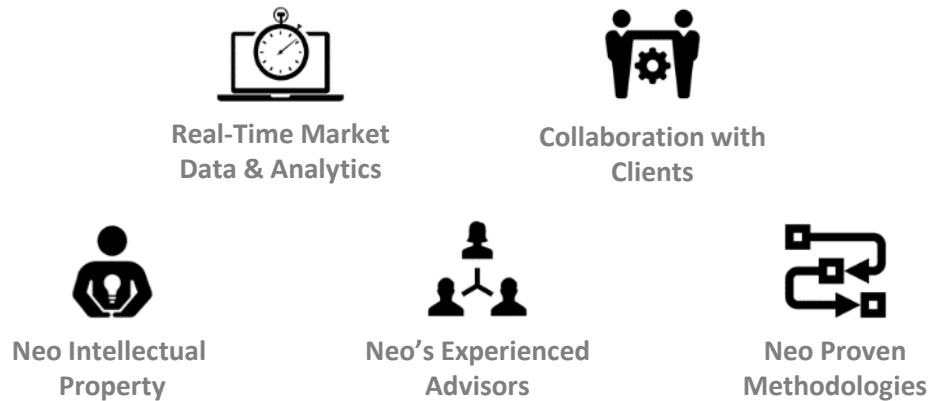 Real-Time Market
Data & Analytics
Collaboration with
Clients
Neo Intellectual
Property
Neo’s Experienced
Advisors
Neo Proven
Methodologies